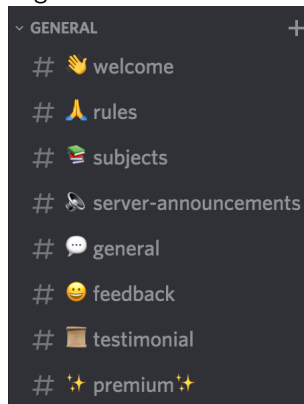 GENERAL
# 👋 welcome
# 🙏 rules
# 📚 subjects
# 🔊 server-announcements
# 💬 general
# 😀 feedback
# 📜 testimonial
# ✨ premium✨